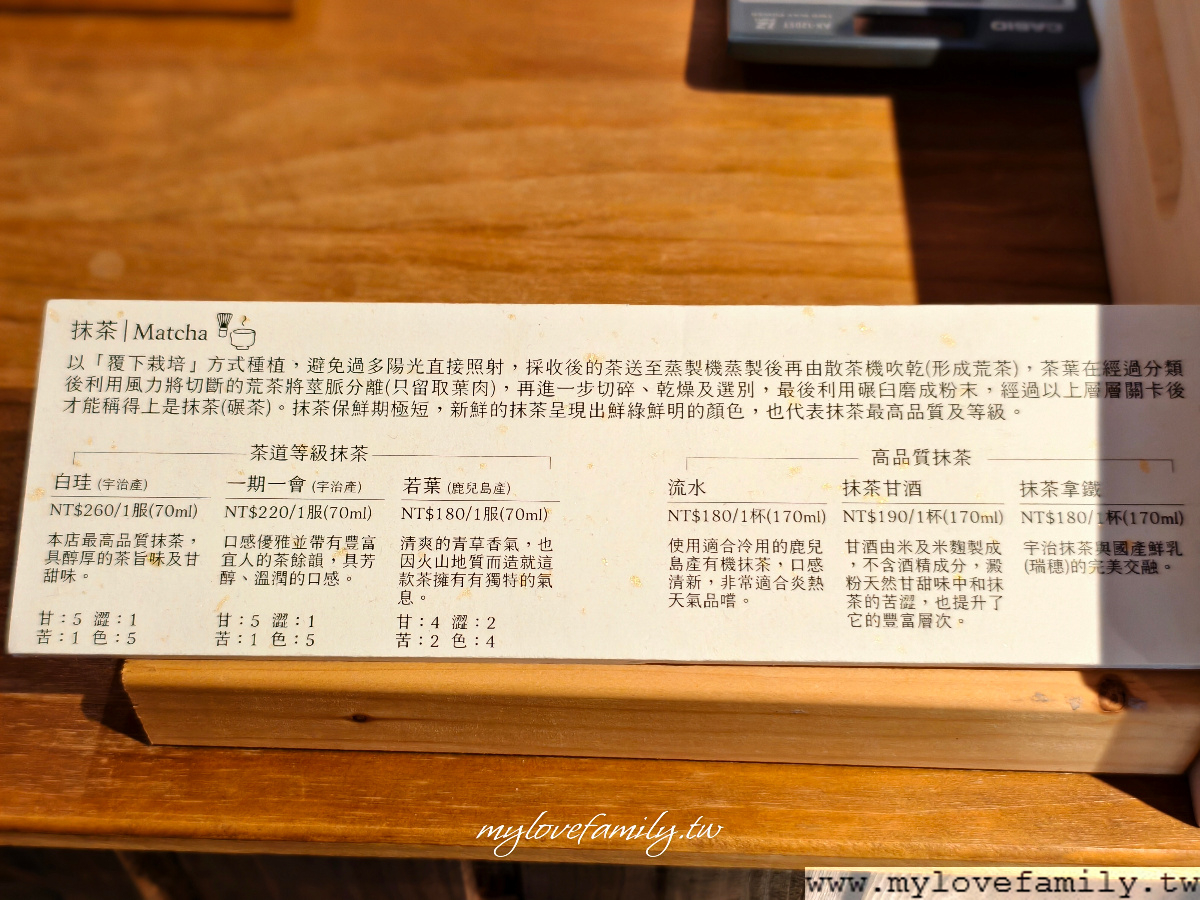 CASIO
抹茶|Matcha
以「覆下栽培」方式種植，避免過多陽光直接照射，採收後的茶送至蒸製機蒸製後再由散茶機吹乾(形成荒茶)，茶葉在經過分類
後利用風力將切斷的荒茶將莖脈分離(只留取葉肉)，再進一步切碎、乾燥及選別，最後利用碾臼磨成粉末，經過以上層層關卡後
才能稱得上是抹茶(碾茶)。抹茶保鮮期極短，新鮮的抹茶呈現出鮮綠鮮明的顏色，也代表抹茶最高品質及等級。
茶道等級抹茶
白珪 (宇治產)
NT$260/1服(70ml)
本店最高品質抹茶，
具醇厚的茶旨味及甘
甜味。
甘：5 澀：1
苦：1 色：5
一期一會 (宇治產)
NT$220/1服(70ml)
口感優雅並帶有豐富
宜人的茶餘韻，具芳
醇、溫潤的口感。
甘：5 澀：1
苦：1 色：5
若葉 (鹿兒島產)
NT$180/1服(70ml)
清爽的青草香氣，也
因火山地質而造就這
款茶擁有有獨特的氣
息。
甘：4 澀：2
苦：2 色：4
高品質抹茶
流水
NT$180/1杯(170ml)
使用適合冷用的鹿兒
島產有機抹茶，口感
清新，非常適合炎熱
天氣品嚐。
抹茶甘酒
NT$190/1杯(170ml)
甘酒由米及米麴製成
，不含酒精成分，澱
粉天然甘甜味中和抹
茶的苦澀，也提升了
它的豐富層次。
抹茶拿鐵
NT$180/1杯(170ml)
宇治抹茶與國產鮮乳
(瑞穗)的完美交融。
mylovefamily.tw
www.mylovefamily.tw